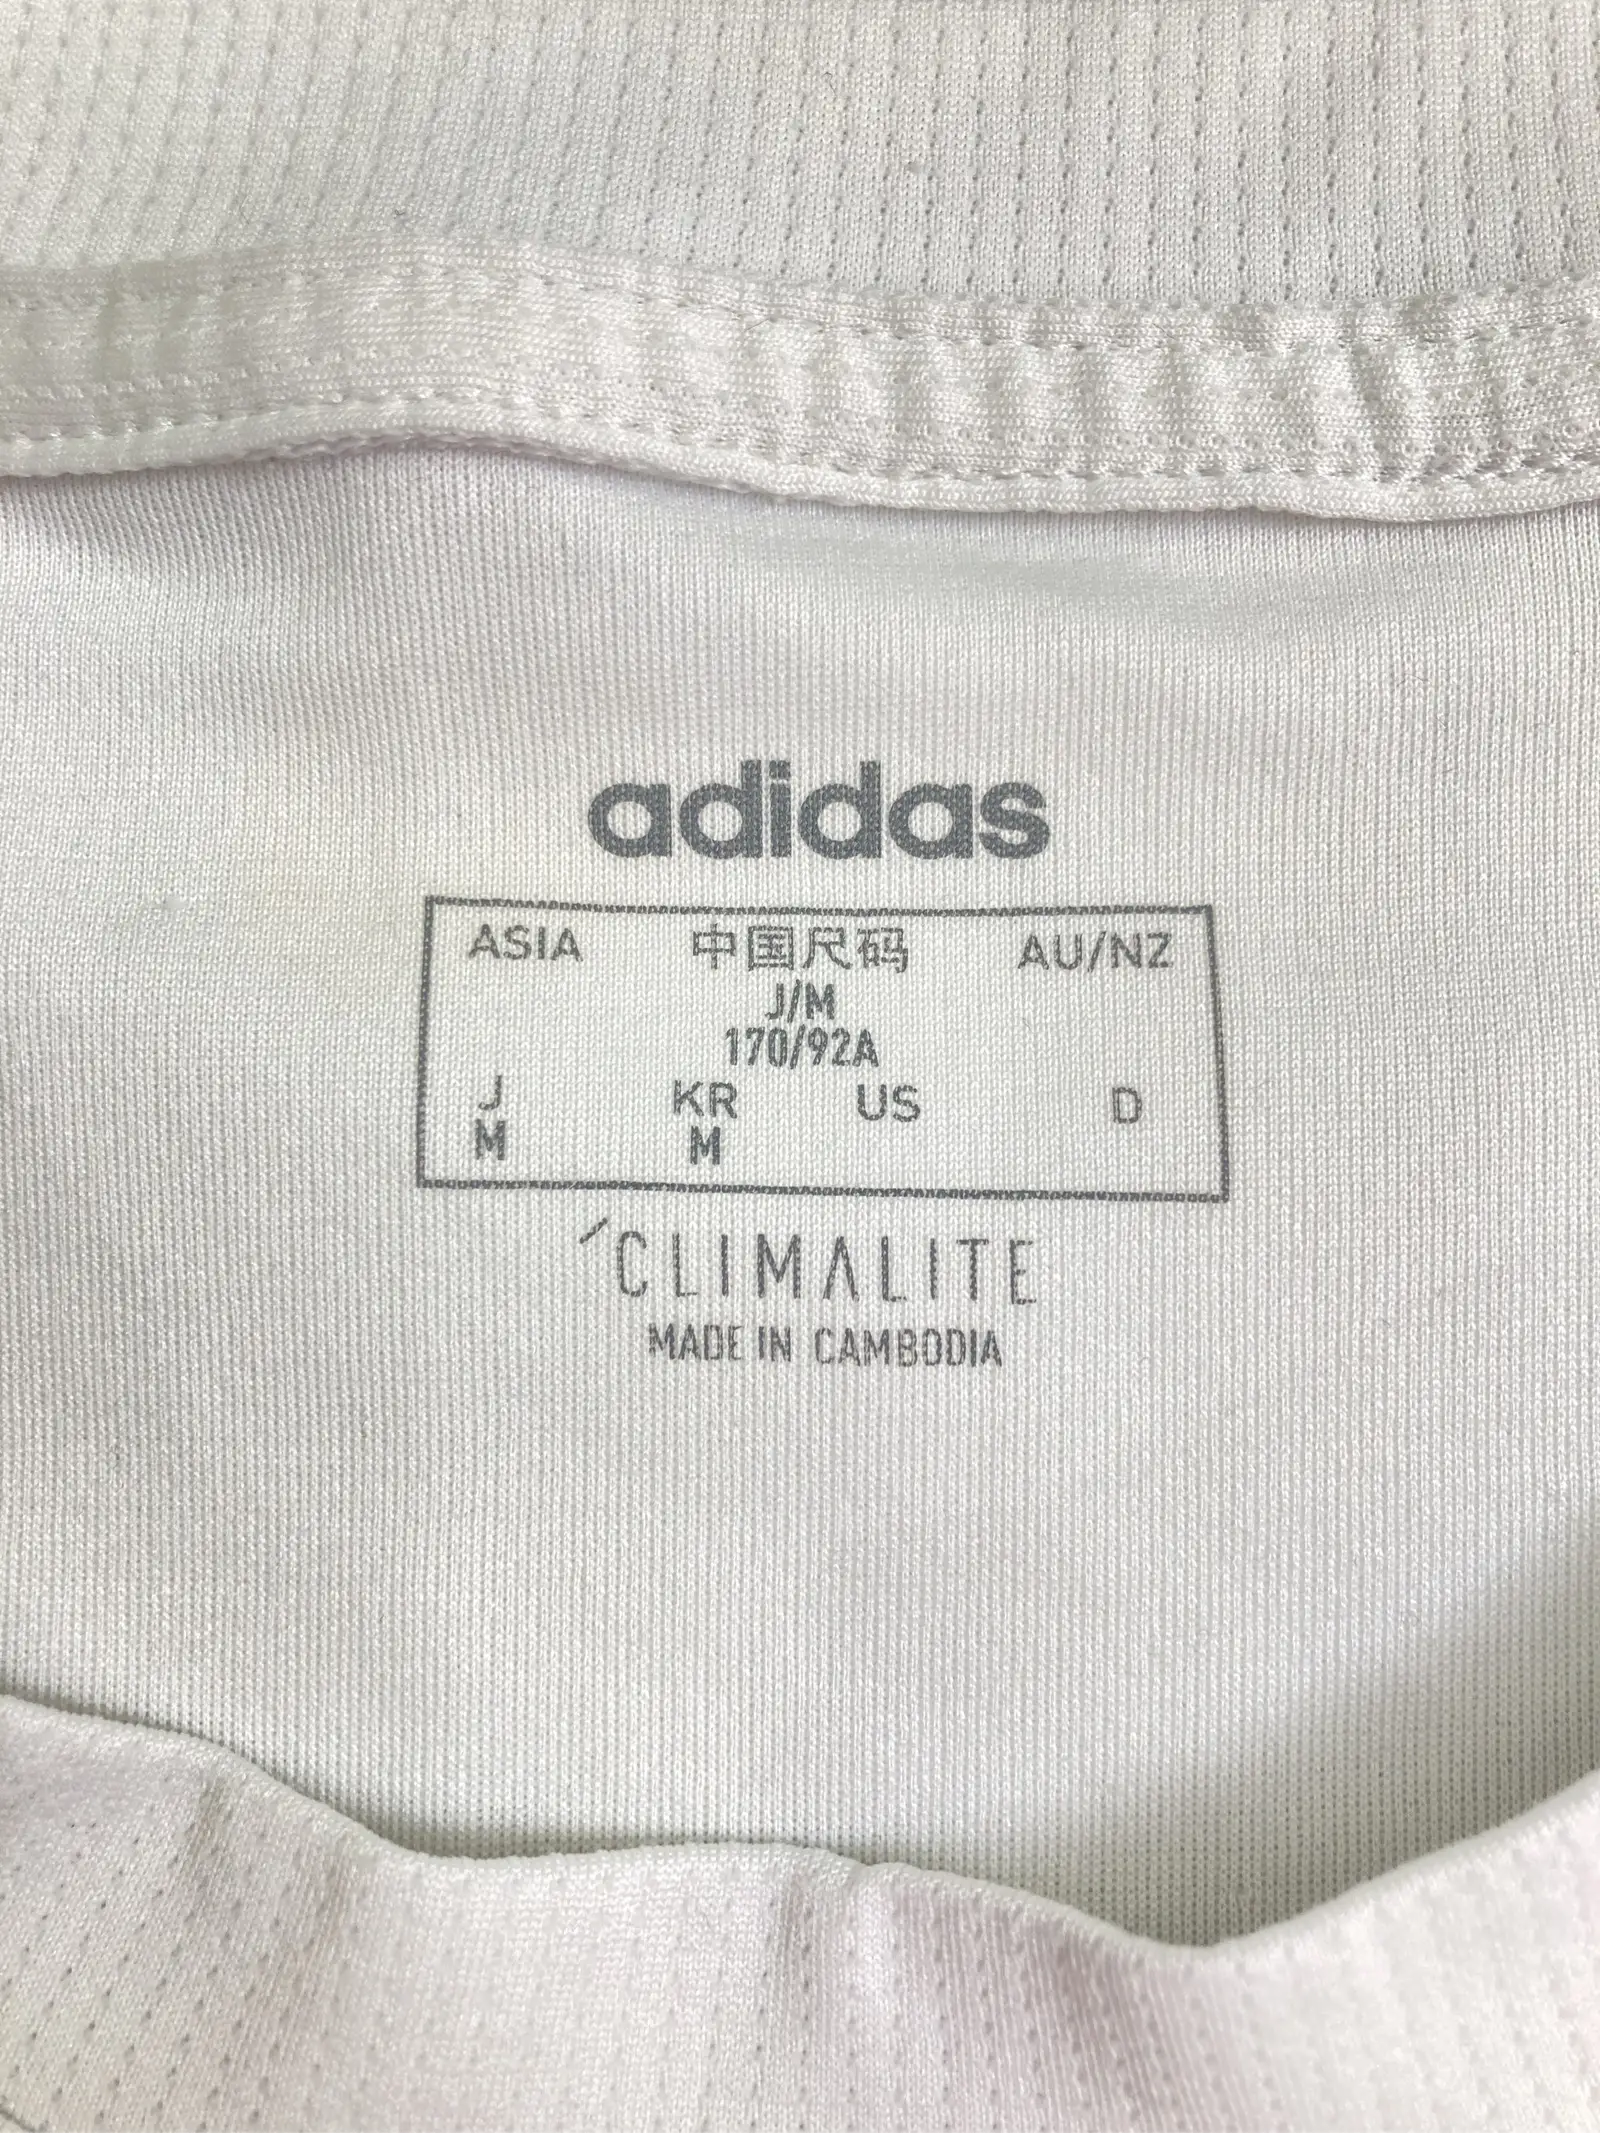 adidas
ASIA 中国尺码 AU/NZ
J/M
170/92A
J KR US D
M M
´CLIMALITE
MADE IN CAMBODIA